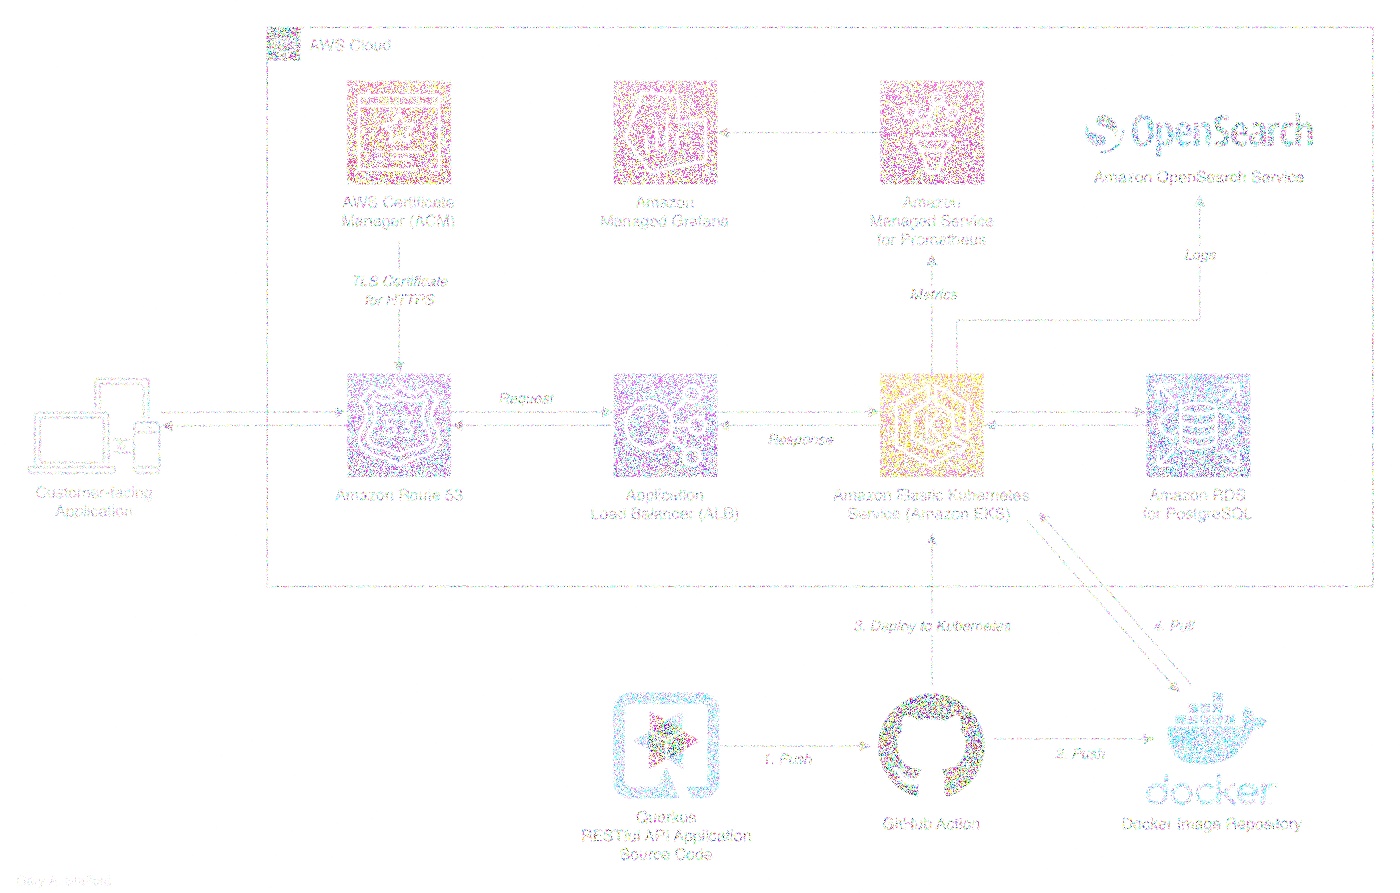 AWS Cloud
OpenSearch
Amazon OpenSearch Service
AWS Certificate
Manager (ACM)
Amazon
Managed Grafana
Amazon
Managed Service
for Prometheus
Logs
TLS Certificate
for HTTPS
Metrics
Request
Response
Customer-facing
Application
Amazon Route 53
Application
Load Balancer (ALB)
Amazon Elastic Kubernetes
Service (Amazon EKS)
Amazon RDS
for PostgreSQL
3. Deploy to Kubernetes
4. Pull
1. Push
2. Push
docker
Quarkus
RESTful API Application
Source Code
GitHub Action
Docker Image Repository